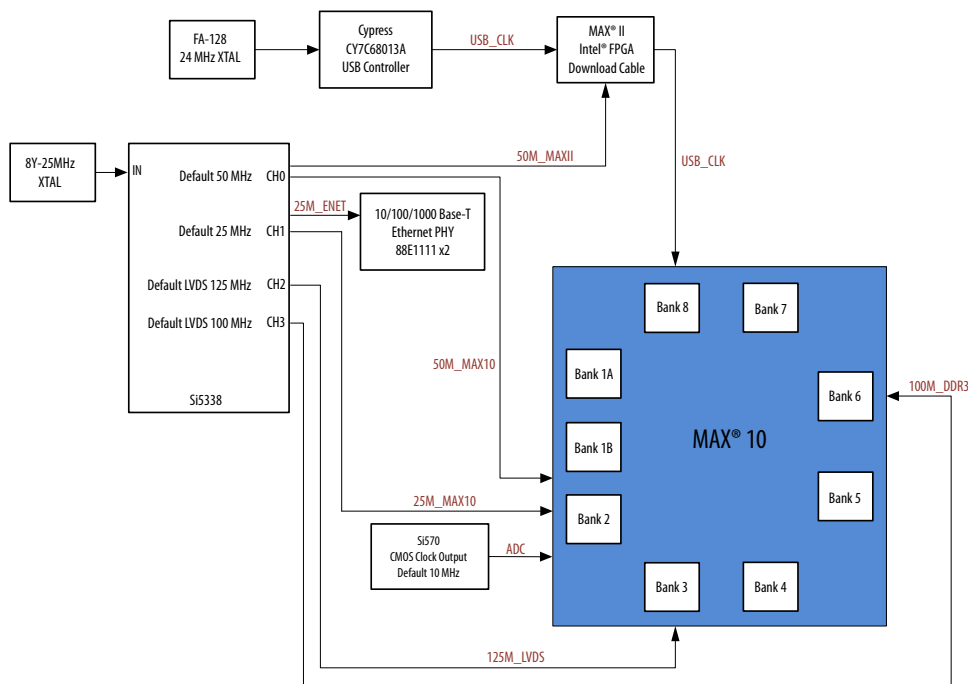 FA-128
24 MHz XTAL
Cypress
CY7C68013A
USB Controller
USB_CLK
MAX® II
Intel® FPGA
Download Cable
8Y-25MHz
XTAL
IN
Default 50 MHz
CH0
Default 25 MHz
CH1
Default LVDS 125 MHz
CH2
Default LVDS 100 MHz
CH3
Si5338
50M_MAXII
25M_ENET
10/100/1000 Base-T
Ethernet PHY
88E1111 x2
USB_CLK
50M_MAX10
25M_MAX10
Si570
CMOS Clock Output
Default 10 MHz
ADC
125M_LVDS
100M_DDR3
Bank 8
Bank 7
Bank 1A
Bank 6
MAX® 10
Bank 1B
Bank 5
Bank 2
Bank 3
Bank 4